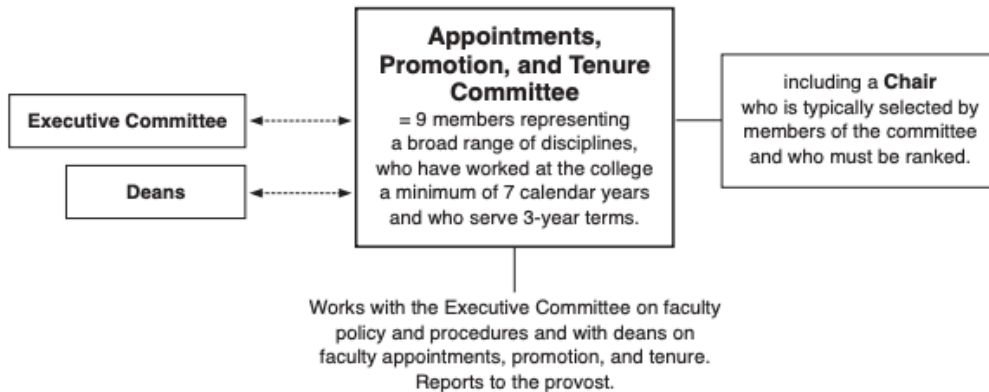 Appointments,
Promotion, and Tenure
Committee
= 9 members representing
a broad range of disciplines,
who have worked at the college
a minimum of 7 calendar years
and who serve 3-year terms.
Executive Committee
Deans
including a Chair
who is typically selected by
members of the committee
and who must be ranked.
Works with the Executive Committee on faculty
policy and procedures and with deans on
faculty appointments, promotion, and tenure.
Reports to the provost.